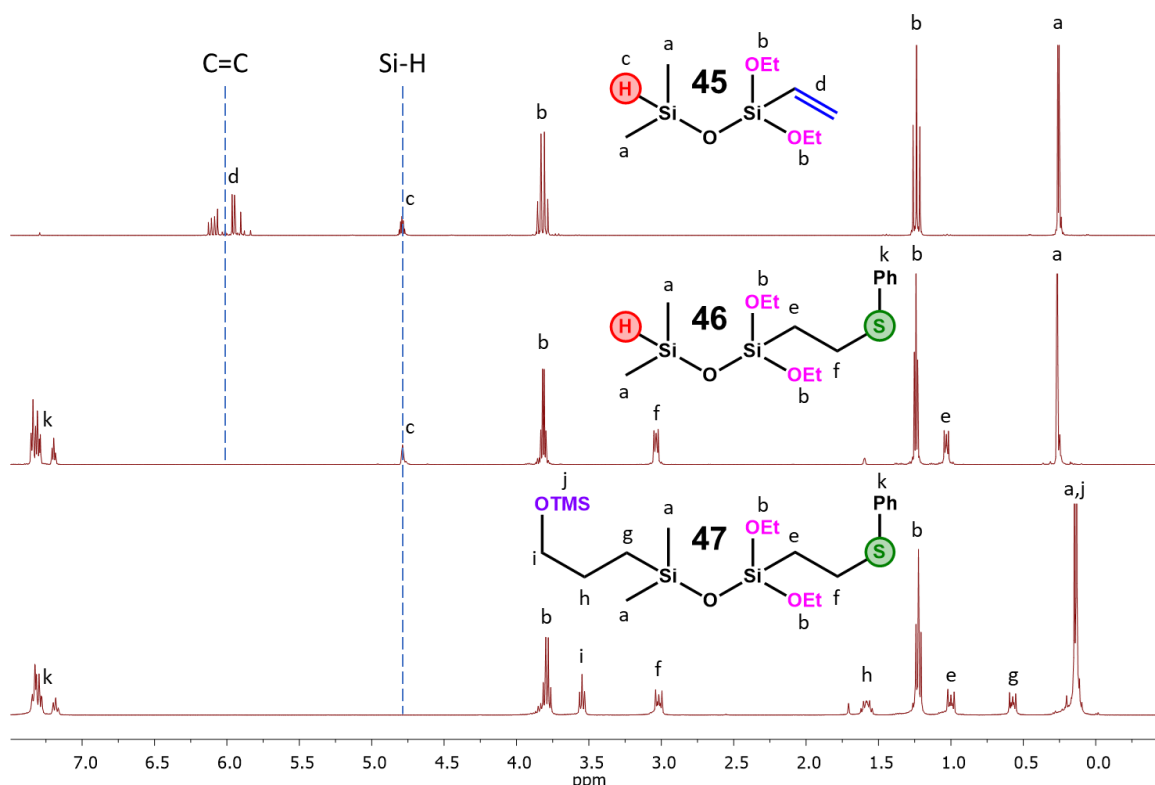 C=C Si-H
c a b
H 45 OEt d
Si Si
O OEt
a b
b d c b b a
k
b Ph
a OEt e
H 46 S
Si Si
O OEt f
a b
k c b f e b a
j k
OTMS a b Ph
g 47 OEt e
i S
Si Si
h O OEt f
a b
k b i f h e b g a,j
7.0 6.5 6.0 5.5 5.0 4.5 4.0 3.5 3.0 2.5 2.0 1.5 1.0 0.5 0.0
ppm